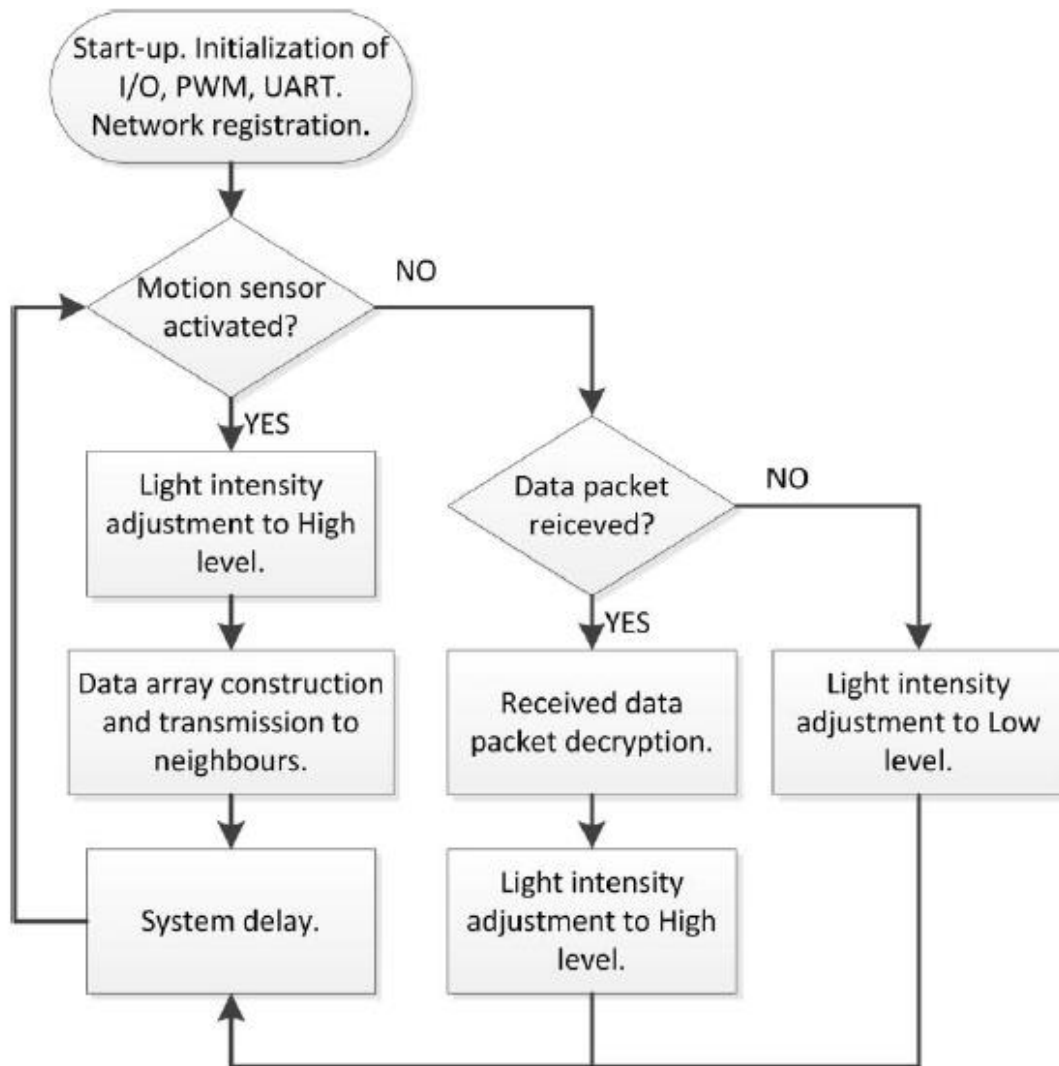 Start-up. Initialization of
I/O, PWM, UART.
Network registration.
Motion sensor
activated?
NO
YES
Light intensity
adjustment to High
level.
Data array construction
and transmission to
neighbours.
System delay.
Data packet
reiceved?
NO
YES
Received data
packet decryption.
Light intensity
adjustment to High
level.
Light intensity
adjustment to Low
level.